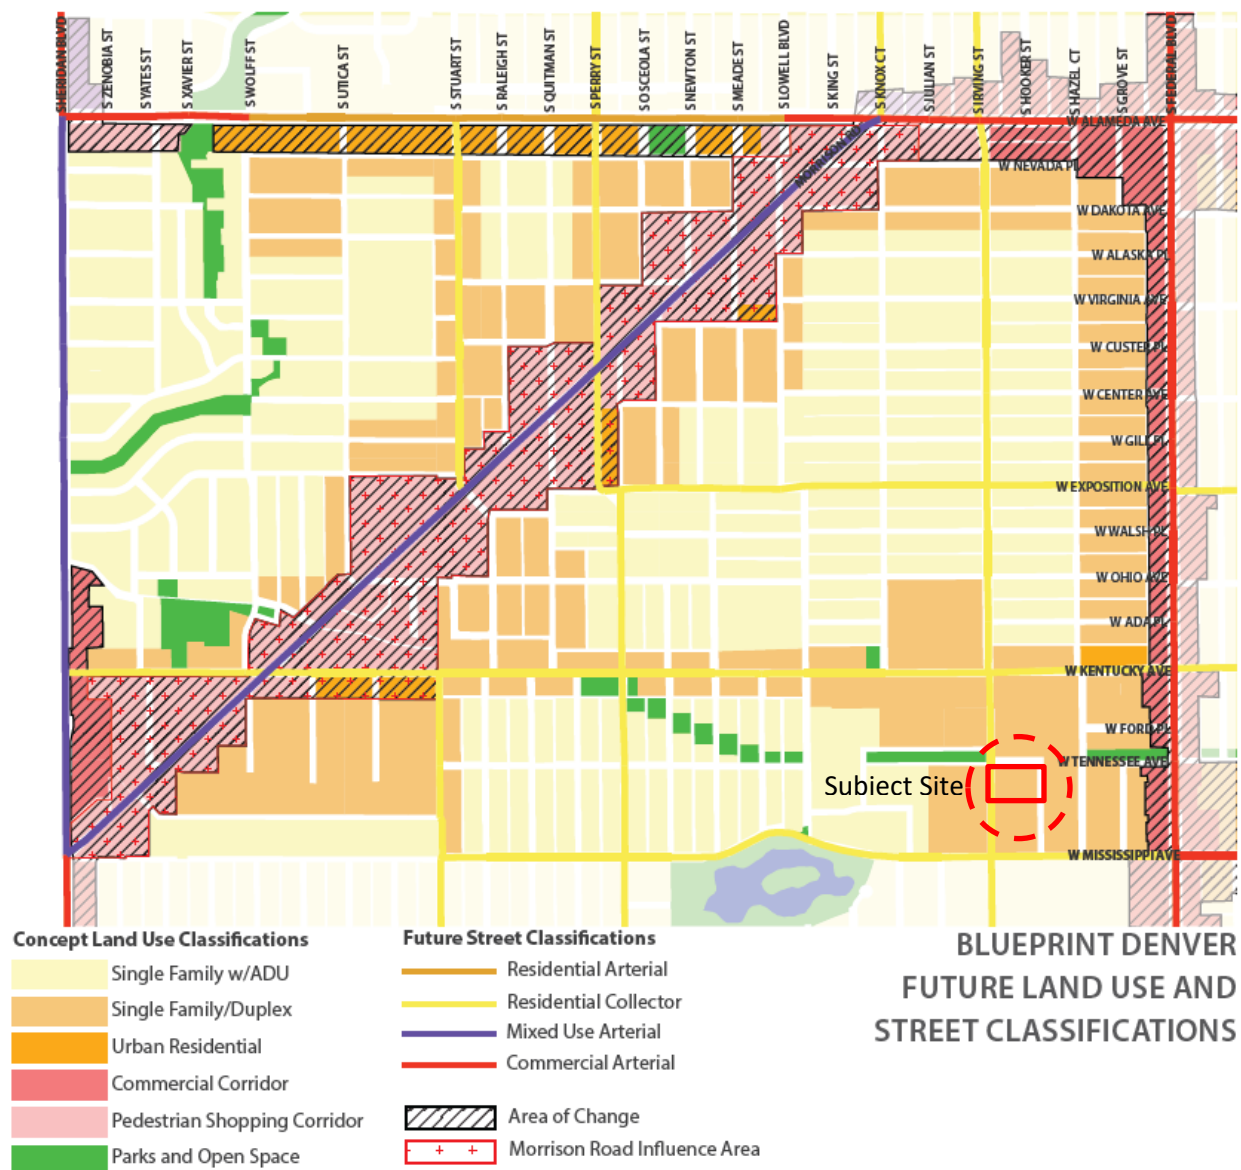 SHERIDAN BLVD
S ZENOBIA ST
S YATES ST
S XAVIER ST
S WOLFF ST
S UTICA ST
S STUART ST
S RALEIGH ST
S QUITMAN ST
S PERRY ST
S OSCEOLA ST
S NEWTON ST
S MEADE ST
S LOWELL BLVD
S KING ST
S KNOX CT
S JULIAN ST
S IRVING ST
S HOOKER ST
S HAZEL CT
S GROVE ST
S FEDERAL BLVD
W ALAMEDA AVE
MORRISON RD
W NEVADA PL
W DAKOTA AVE
W ALASKA PL
W VIRGINIA AVE
W CUSTER PL
W CENTER AVE
W GILL PL
W EXPOSITION AVE
W WALSH PL
W OHIO AVE
W ADA PL
W KENTUCKY AVE
W FORD PL
W TENNESSEE AVE
Subject Site
W MISSISSIPPI AVE
Concept Land Use Classifications
Single Family w/ADU
Single Family/Duplex
Urban Residential
Commercial Corridor
Pedestrian Shopping Corridor
Parks and Open Space
Future Street Classifications
Residential Arterial
Residential Collector
Mixed Use Arterial
Commercial Arterial
Area of Change
Morrison Road Influence Area
BLUEPRINT DENVER
FUTURE LAND USE AND
STREET CLASSIFICATIONS